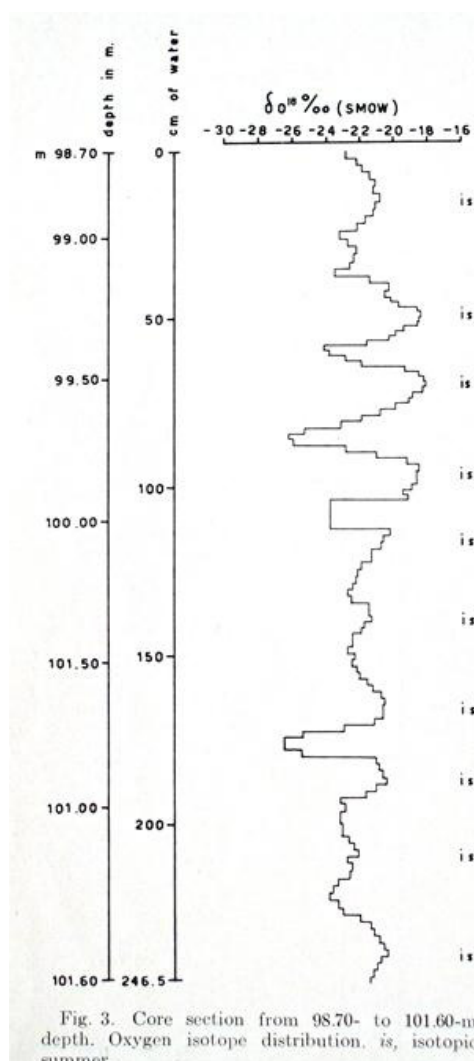 depth in m.
cm of water
δO¹⁸ ‰ (SMOW)
-30 -28 -26 -24 -22 -20 -18 -16
m 98.70
0
is
99.00
is
50
99.50
is
is
100
100.00
is
is
150
101.50
is
is
101.00
200
is
is
101.60
246.5
Fig. 3. Core section from 98.70- to 101.60-m
depth. Oxygen isotope distribution. is, isotopic
summer